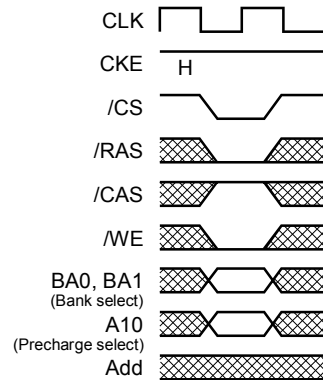 CLK
CKE
H
/CS
/RAS
/CAS
/WE
BA0, BA1
(Bank select)
A10
(Precharge select)
Add